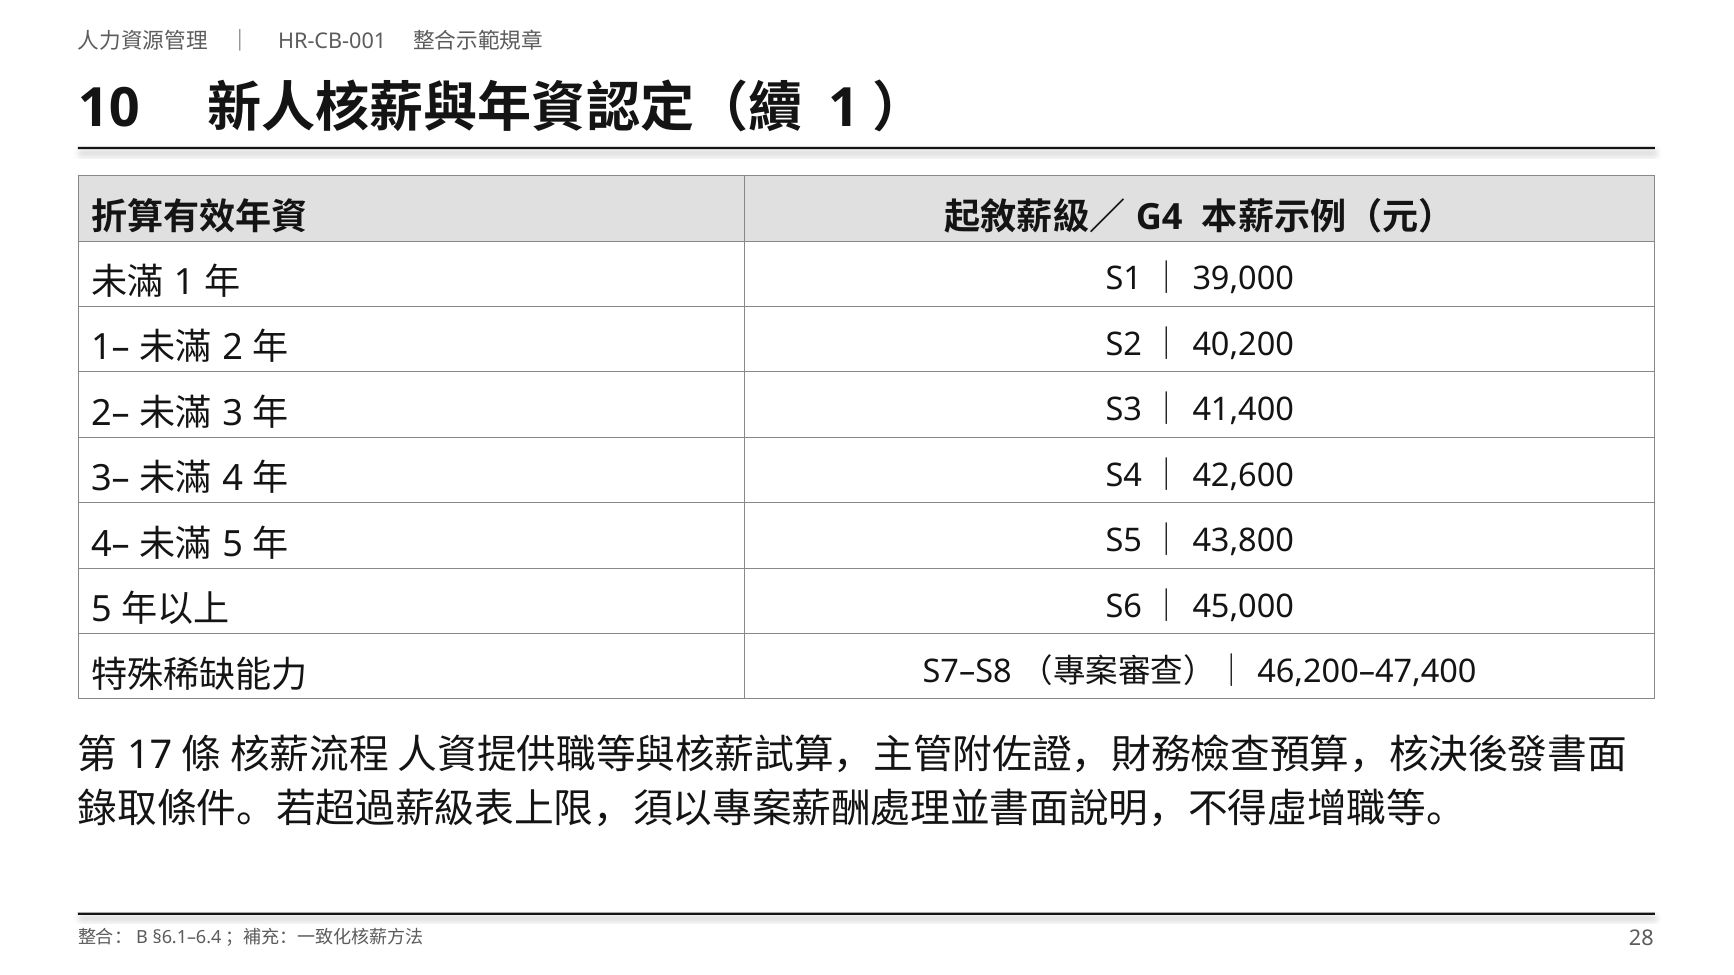 人力資源管理 ｜ HR-CB-001 整合示範規章
10 新人核薪與年資認定（續 1）
折算有效年資 起敘薪級／G4 本薪示例（元）
未滿 1 年 S1｜39,000
1–未滿 2 年 S2｜40,200
2–未滿 3 年 S3｜41,400
3–未滿 4 年 S4｜42,600
4–未滿 5 年 S5｜43,800
5 年以上 S6｜45,000
特殊稀缺能力 S7–S8（專案審查）｜46,200–47,400
第 17 條 核薪流程 人資提供職等與核薪試算，主管附佐證，財務檢查預算，核決後發書面
錄取條件。若超過薪級表上限，須以專案薪酬處理並書面說明，不得虛增職等。
整合：B §6.1–6.4；補充：一致化核薪方法
28